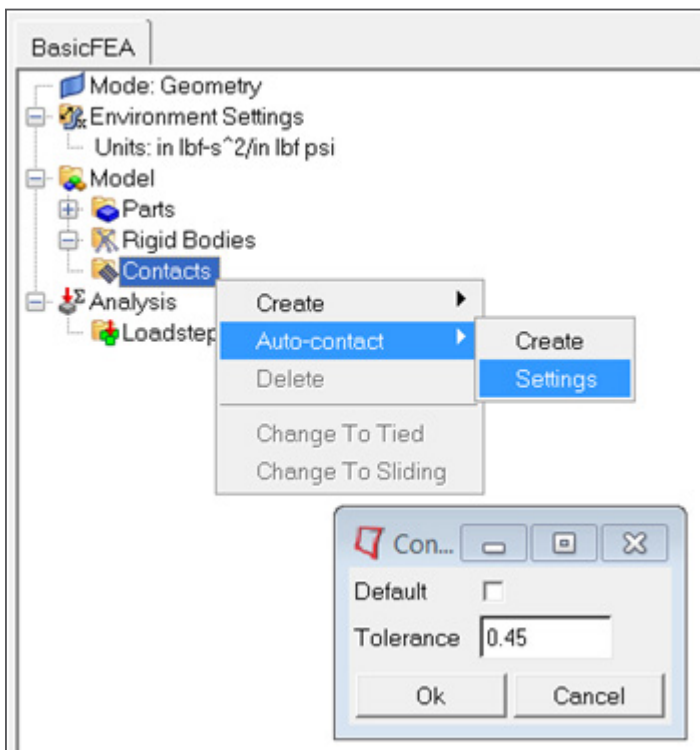 BasicFEA
Mode: Geometry
Environment Settings
Units: in lbf-s^2/in lbf psi
Model
Parts
Rigid Bodies
Contacts
Analysis
Loadstep
Create
Auto-contact
Delete
Change To Tied
Change To Sliding
Create
Settings
Con...
Default
Tolerance 0.45
Ok Cancel